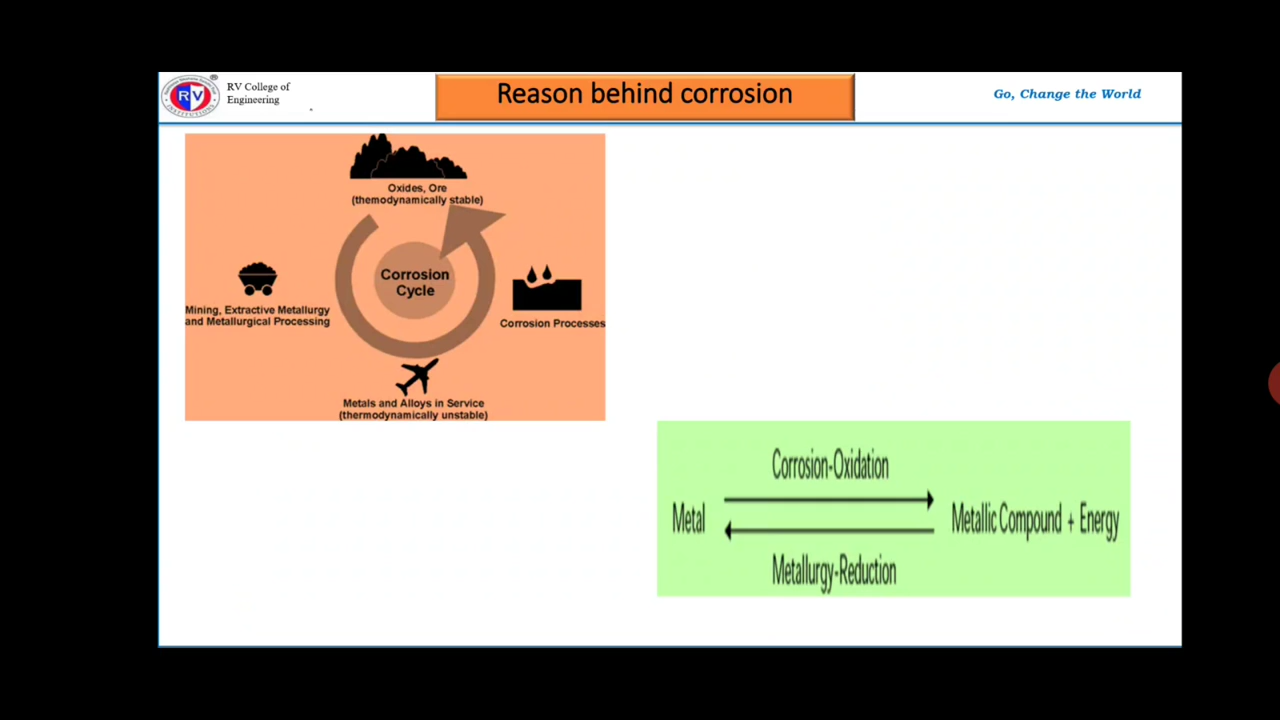 RV College of
Engineering
Reason behind corrosion
Go, Change the World
RV
Oxides, Ore
(themodynamically stable)
Corrosion
Cycle
Mining, Extractive Metallurgy
and Metallurgical Processing
Corrosion Processes
Metals and Alloys in Service
(thermodynamically unstable)
Corrosion-Oxidation
Metal
Metallic Compound + Energy
Metallurgy-Reduction